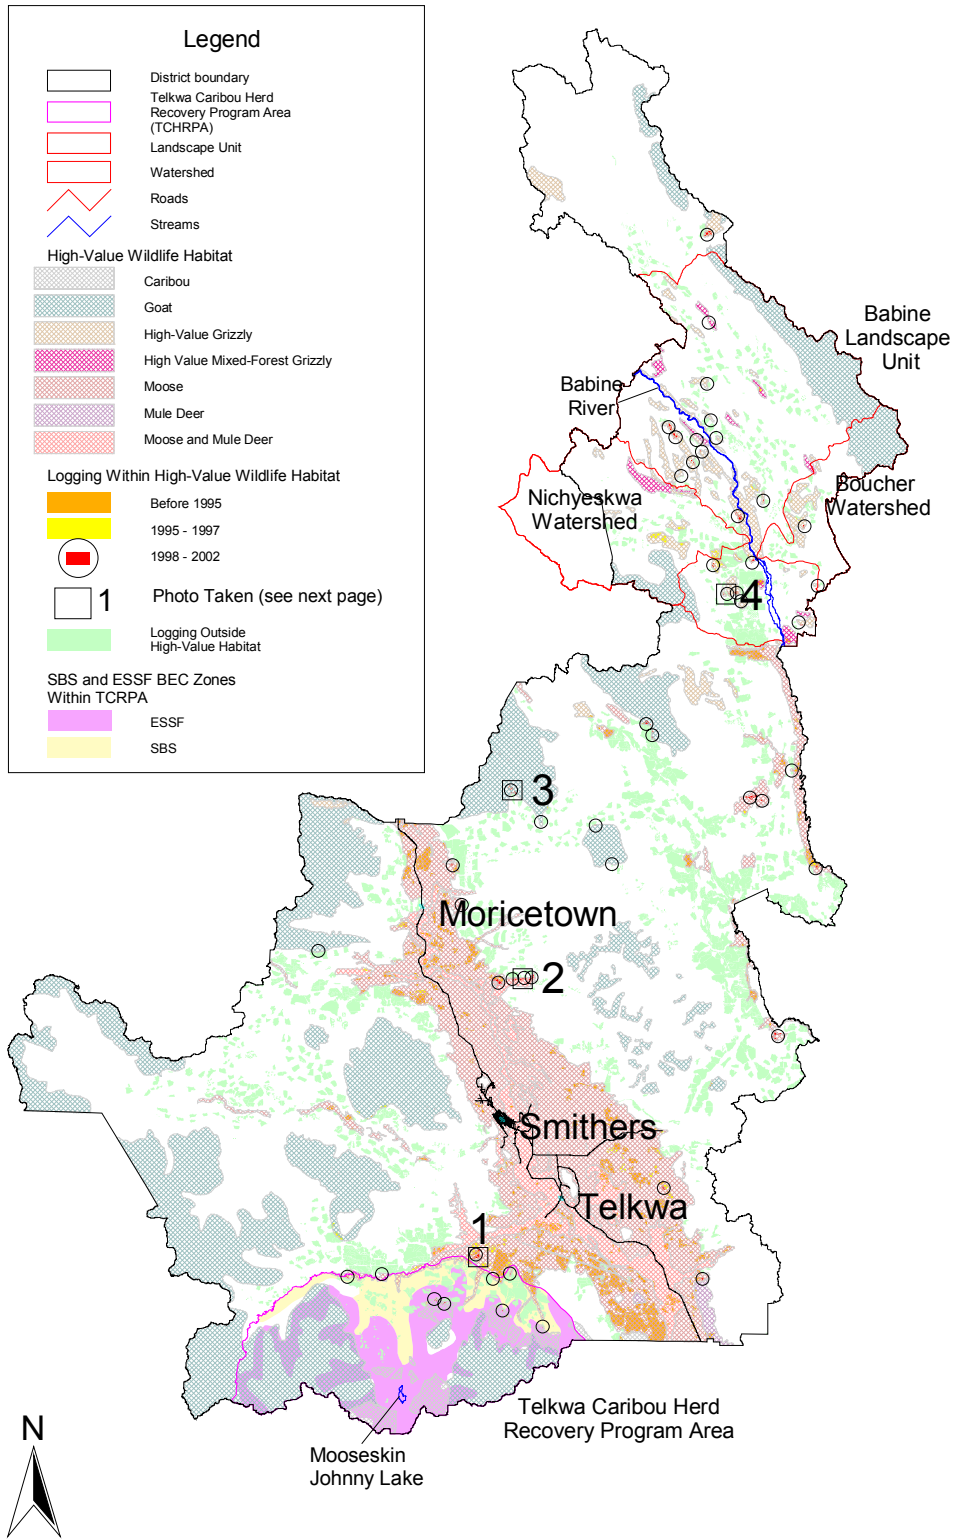 Legend
District boundary
Telkwa Caribou Herd
Recovery Program Area
(TCHRPA)
Landscape Unit
Watershed
Roads
Streams
High-Value Wildlife Habitat
Caribou
Goat
High-Value Grizzly
High Value Mixed-Forest Grizzly
Moose
Mule Deer
Moose and Mule Deer
Logging Within High-Value Wildlife Habitat
Before 1995
1995 - 1997
1998 - 2002
1 Photo Taken (see next page)
Logging Outside
High-Value Habitat
SBS and ESSF BEC Zones
Within TCRPA
ESSF
SBS
Babine
Landscape
Unit
Babine
River
Nichyeskwa
Watershed
Boucher
Watershed
4
3
Moricetown
2
Smithers
Telkwa
1
Telkwa Caribou Herd
Recovery Program Area
Mooseskin
Johnny Lake
N